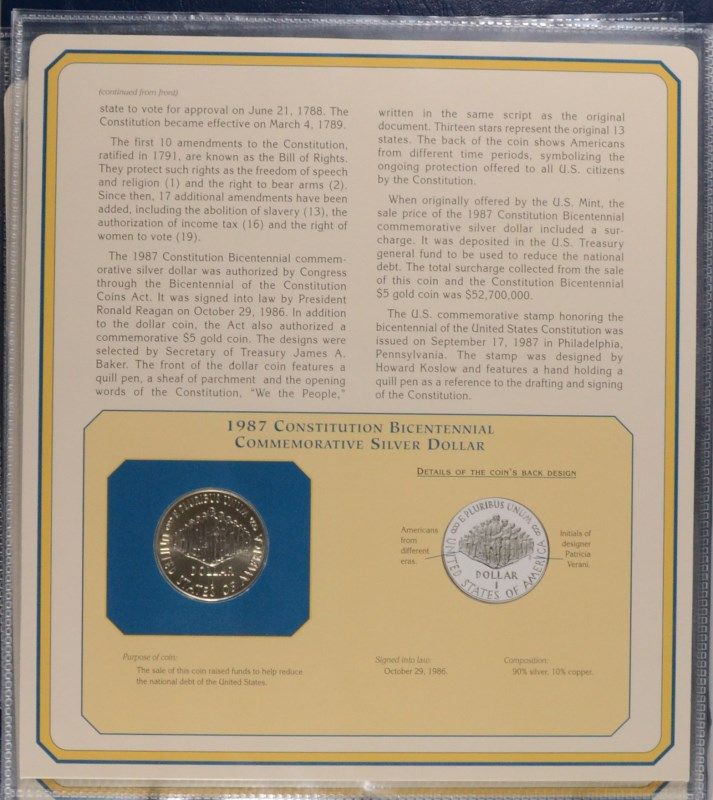 (continued from front)
state to vote for approval on June 21, 1788. The
Constitution became effective on March 4, 1789.
The first 10 amendments to the Constitution,
ratified in 1791, are known as the Bill of Rights.
They protect such rights as the freedom of speech
and religion (1) and the right to bear arms (2).
Since then, 17 additional amendments have been
added, including the abolition of slavery (13), the
authorization of income tax (16) and the right of
women to vote (19).
The 1987 Constitution Bicentennial commem-
orative silver dollar was authorized by Congress
through the Bicentennial of the Constitution
Coins Act. It was signed into law by President
Ronald Reagan on October 29, 1986. In addition
to the dollar coin, the Act also authorized a
commemorative $5 gold coin. The designs were
selected by Secretary of Treasury James A.
Baker. The front of the dollar coin features a
quill pen, a sheaf of parchment and the opening
words of the Constitution, "We the People,"
written in the same script as the original
document. Thirteen stars represent the original 13
states. The back of the coin shows Americans
from different time periods, symbolizing the
ongoing protection offered to all U.S. citizens
by the Constitution.
When originally offered by the U.S. Mint, the
sale price of the 1987 Constitution Bicentennial
commemorative silver dollar included a sur-
charge. It was deposited in the U.S. Treasury
general fund to be used to reduce the national
debt. The total surcharge collected from the sale
of this coin and the Constitution Bicentennial
$5 gold coin was $52,700,000.
The U.S. commemorative stamp honoring the
bicentennial of the United States Constitution was
issued on September 17, 1987 in Philadelphia,
Pennsylvania. The stamp was designed by
Howard Koslow and features a hand holding a
quill pen as a reference to the drafting and signing
of the Constitution.
1987 CONSTITUTION BICENTENNIAL
COMMEMORATIVE SILVER DOLLAR
DETAILS OF THE COIN'S BACK DESIGN
E PLURIBUS UNUM
DOLLAR
1
UNITED STATES OF AMERICA
Americans
from
different
eras.
E PLURIBUS UNUM
DOLLAR
1
UNITED STATES OF AMERICA
Initials of
designer
Patricia
Verani.
Purpose of coin:
The sale of this coin raised funds to help reduce
the national debt of the United States.
Signed into law:
October 29, 1986.
Composition:
90% silver, 10% copper.